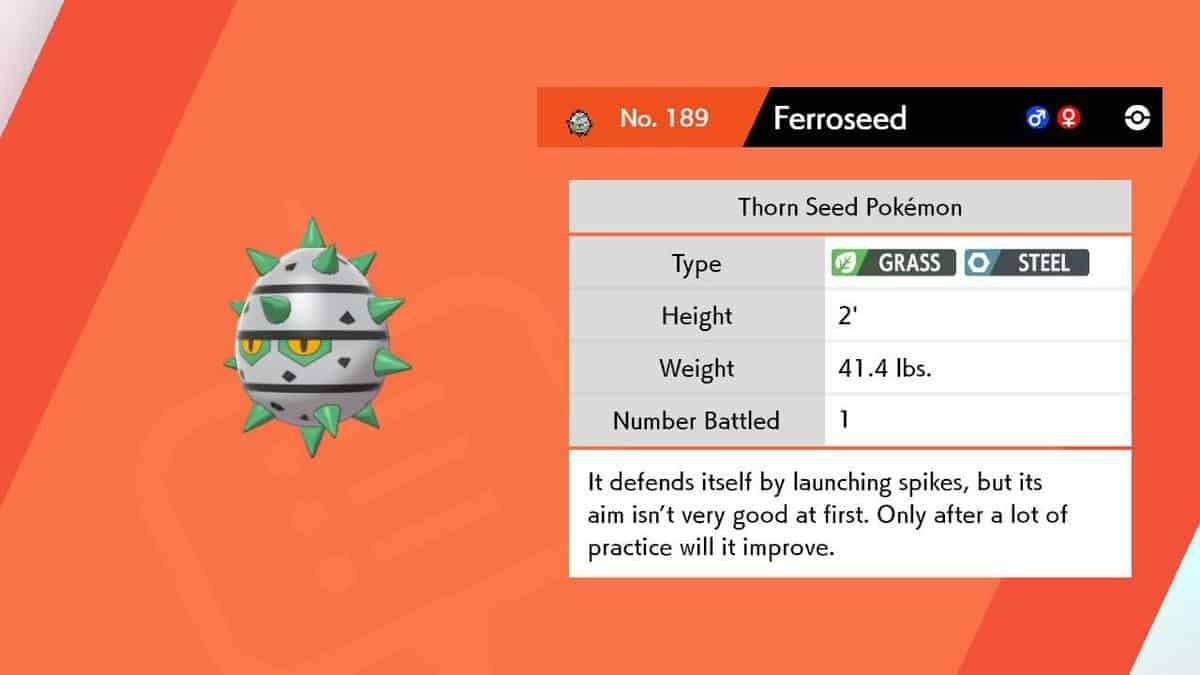 No. 189 Ferroseed
Thorn Seed Pokémon
Type GRASS STEEL
Height 2'
Weight 41.4 lbs.
Number Battled 1
It defends itself by launching spikes, but its
aim isn't very good at first. Only after a lot of
practice will it improve.